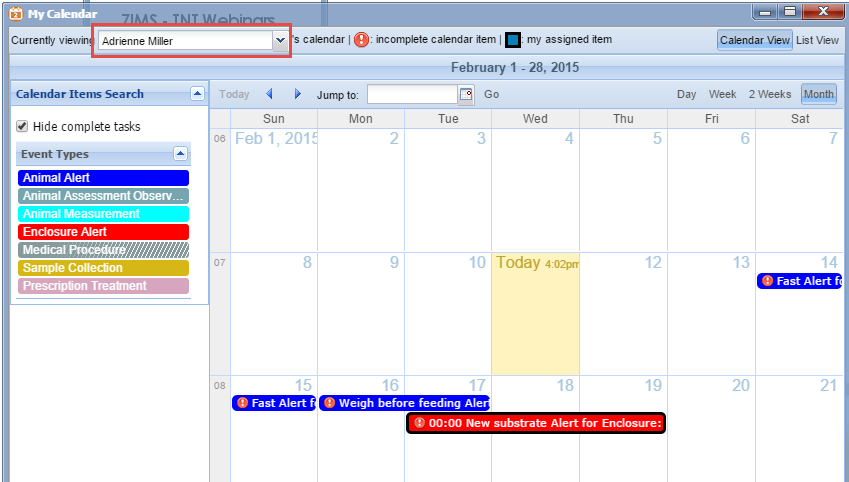 ZIMS - INI Webinars
My Calendar
Currently viewing Adrienne Miller 's calendar | : incomplete calendar item | : my assigned item Calendar View List View
February 1 - 28, 2015
Calendar Items Search
Hide complete tasks
Event Types
Animal Alert
Animal Assessment Observ...
Animal Measurement
Enclosure Alert
Medical Procedure
Sample Collection
Prescription Treatment
Today Jump to: Go Day Week 2 Weeks Month
Sun Mon Tue Wed Thu Fri Sat
06 Feb 1, 2015 2 3 4 5 6 7
07 8 9 10 Today 4:02pm 12 13 14
Fast Alert fo
08 15 16 17 18 19 20 21
Fast Alert fo Weigh before feeding Alert
00:00 New substrate Alert for Enclosure: